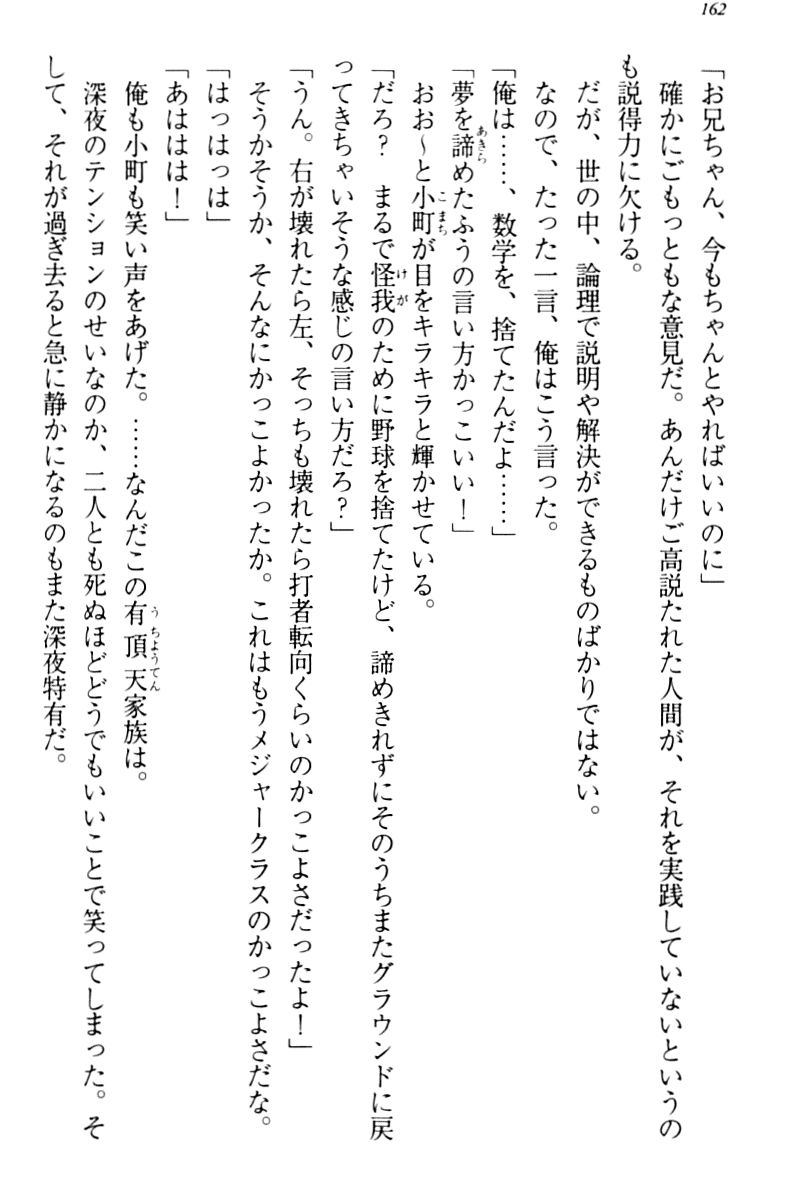 162
「お兄ちゃん、今もちゃんとやればいいのに」
確かにごもっともな意見だ。あんだけご高説たれた人間が、それを実践していないというの
も説得力に欠ける。
だが、世の中、論理で説明や解決ができるものばかりではない。
なので、たった一言、俺はこう言った。
「俺は……、数学を、捨てたんだよ……」
「夢を諦めたふうの言い方かっこいい！」
おお〜と小町が目をキラキラと輝かせている。
「だろ？　まるで怪我のために野球を捨てたけど、諦めきれずにそのうちまたグラウンドに戻
ってきちゃいそうな感じの言い方だろ？」
「うん。右が壊れたら左、そっちも壊れたら打者転向くらいのかっこよさだったよ！」
そうかそうか、そんなにかっこよかったか。これはもうメジャークラスのかっこよさだな。
「はっはっは」
「あははは！」
俺も小町も笑い声をあげた。……なんだこの有頂天家族は。
深夜のテンションのせいなのか、二人とも死ぬほどどうでもいいことで笑ってしまった。そ
して、それが過ぎ去ると急に静かになるのもまた深夜特有だ。